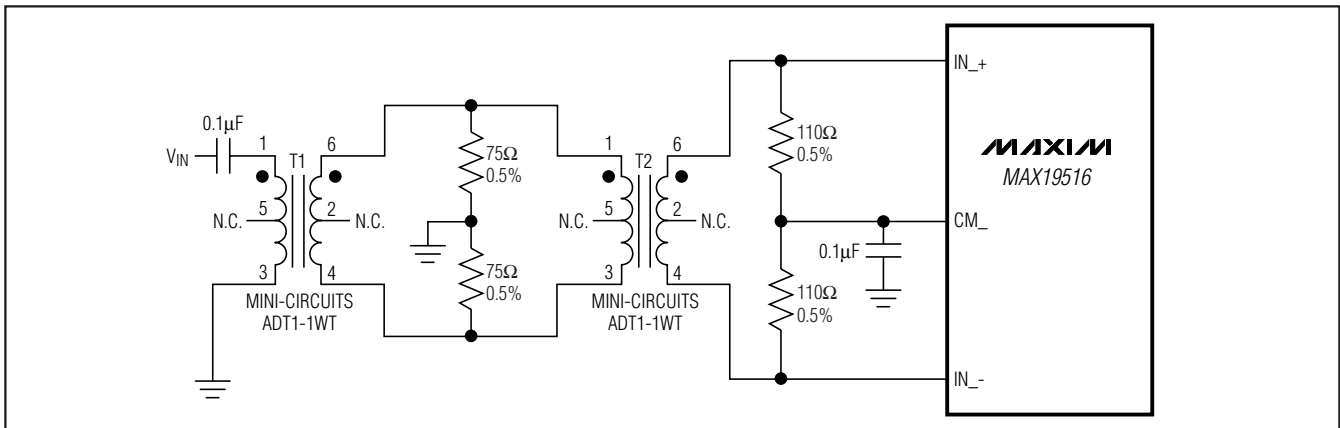 V_IN
0.1μF
1
T1
6
5
2
N.C.
N.C.
3
4
MINI-CIRCUITS
ADT1-1WT
75Ω
0.5%
75Ω
0.5%
1
T2
6
5
2
N.C.
N.C.
3
4
MINI-CIRCUITS
ADT1-1WT
110Ω
0.5%
0.1μF
110Ω
0.5%
IN_+
MAXIM
MAX19516
CM_
IN_-